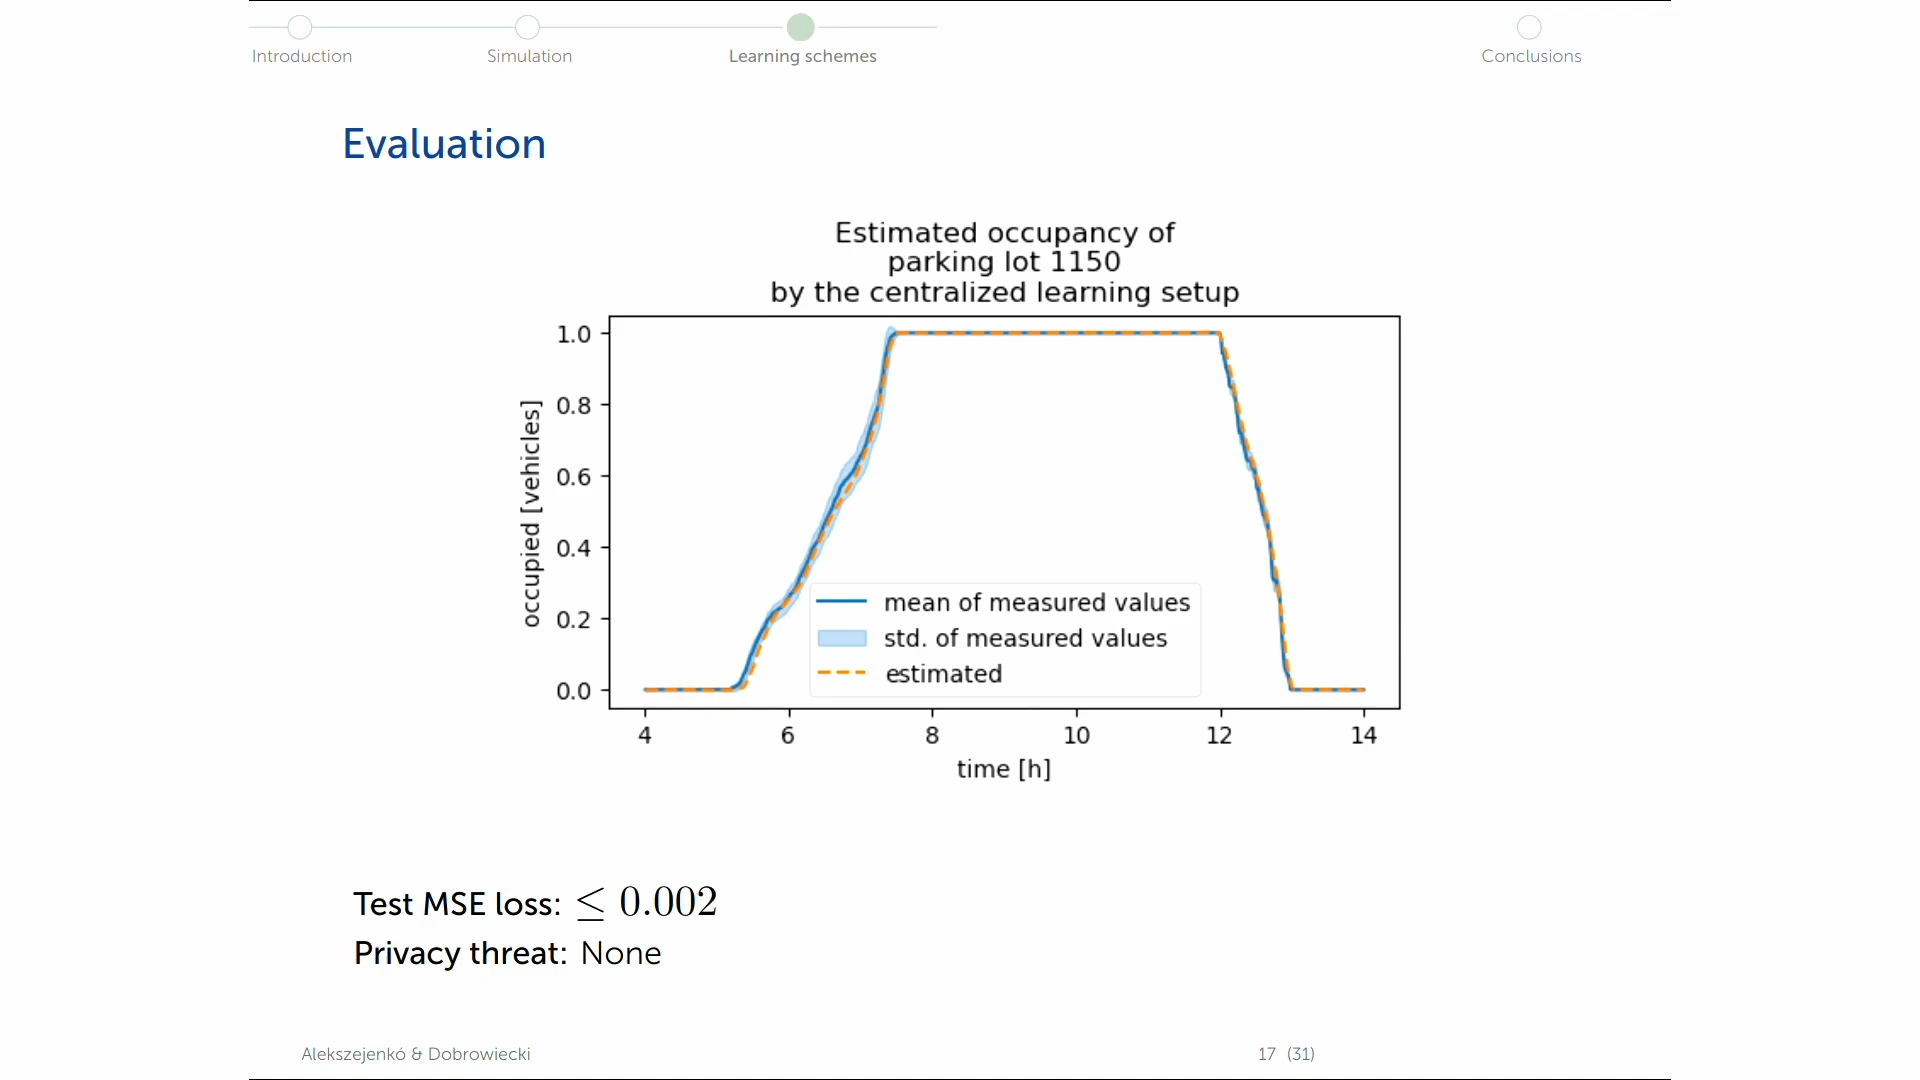 Introduction
Simulation
Learning schemes
Conclusions
Evaluation
Estimated occupancy of
parking lot 1150
by the centralized learning setup
occupied [vehicles]
1.0
0.8
0.6
0.4
0.2
0.0
mean of measured values
std. of measured values
estimated
4 6 8 10 12 14
time [h]
Test MSE loss: ≤ 0.002
Privacy threat: None
Alekszejenkó & Dobrowiecki
17 (31)